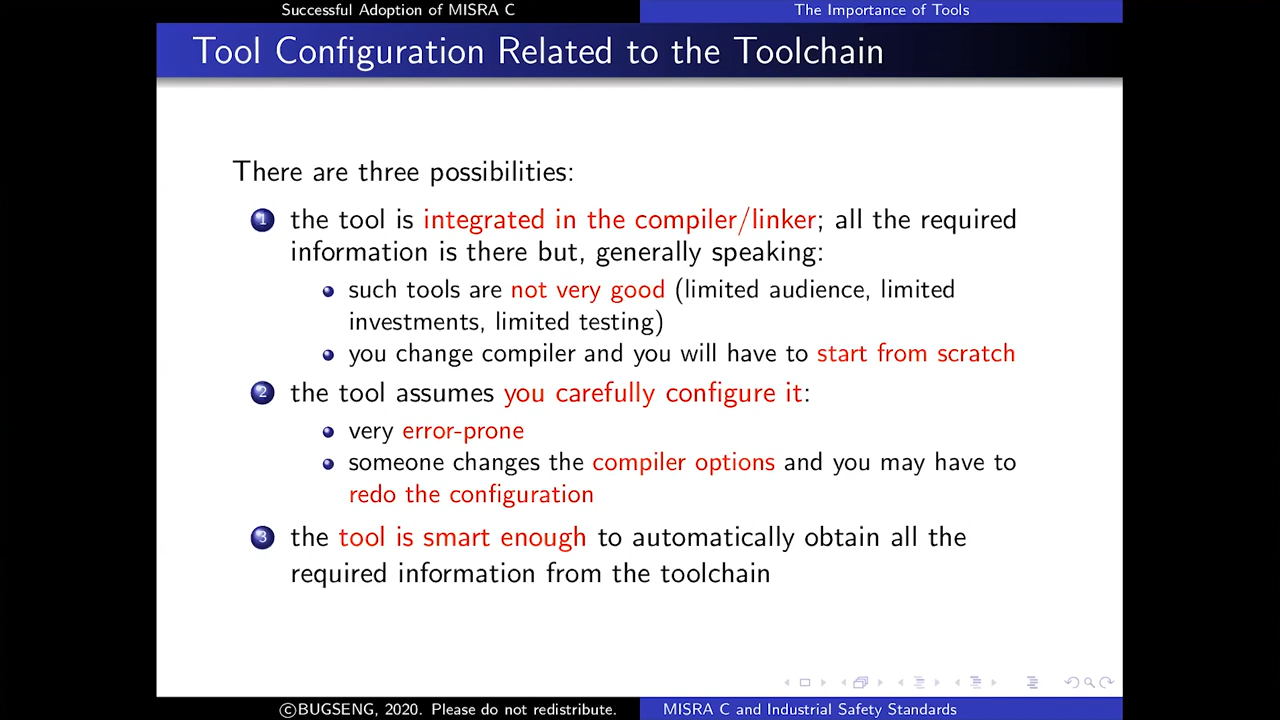 Successful Adoption of MISRA C
The Importance of Tools
Tool Configuration Related to the Toolchain
There are three possibilities:
1 the tool is integrated in the compiler/linker; all the required
information is there but, generally speaking:
such tools are not very good (limited audience, limited
investments, limited testing)
you change compiler and you will have to start from scratch
2 the tool assumes you carefully configure it:
very error-prone
someone changes the compiler options and you may have to
redo the configuration
3 the tool is smart enough to automatically obtain all the
required information from the toolchain
©BUGSENG, 2020. Please do not redistribute.
MISRA C and Industrial Safety Standards